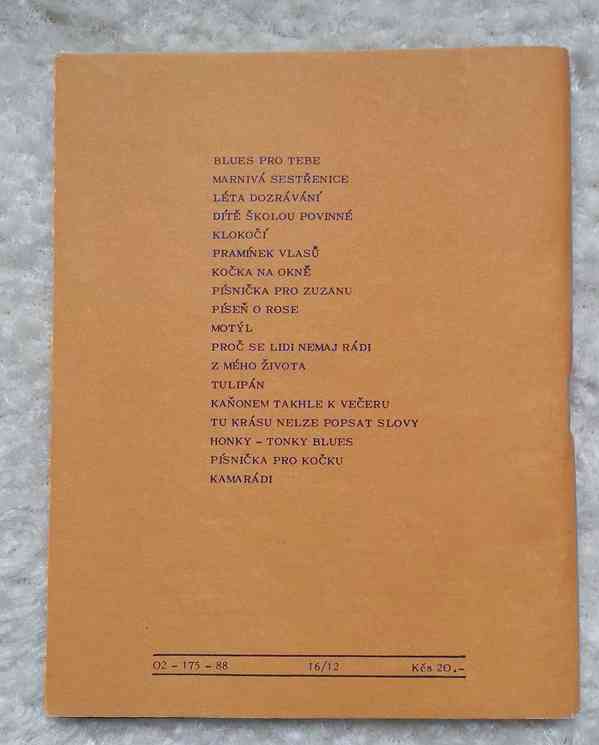 BLUES PRO TEBE
MARNIVÁ SESTŘENICE
LÉTA DOZRÁVÁNÍ
DÍTĚ ŠKOLOU POVINNÉ
KLOKOČÍ
PRAMÍNEK VLASŮ
KOČKA NA OKNĚ
PÍSNIČKA PRO ZUZANU
PÍSEŇ O ROSE
MOTÝL
PROČ SE LIDI NEMAJ RÁDI
Z MÉHO ŽIVOTA
TULIPÁN
KAŇONEM TAKHLE K VEČERU
TU KRÁSU NELZE POPSAT SLOVY
HONKY – TONKY BLUES
PÍSNIČKA PRO KOČKU
KAMARÁDI
02 – 175 – 88 16/12 Kčs 20.-